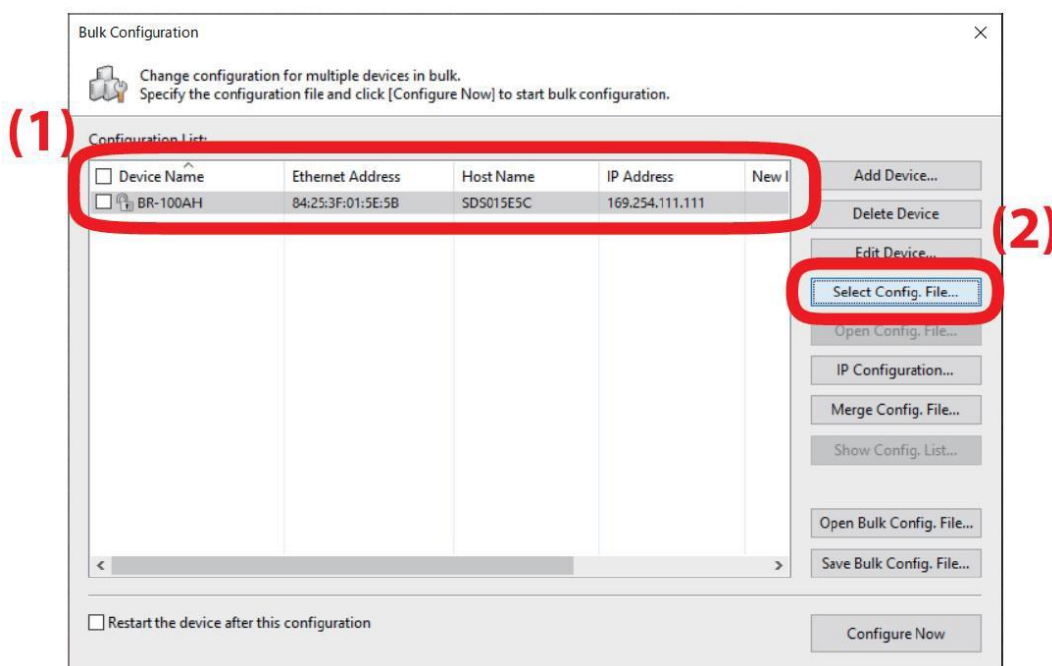 Bulk Configuration
Change configuration for multiple devices in bulk.
Specify the configuration file and click [Configure Now] to start bulk configuration.
(1)
Configuration List:
Device Name Ethernet Address Host Name IP Address New I
BR-100AH 84:25:3F:01:5E:5B SDS015E5C 169.254.111.111
Add Device...
Delete Device
(2)
Edit Device...
Select Config. File...
Open Config. File...
IP Configuration...
Merge Config. File...
Show Config. List...
Open Bulk Config. File...
Save Bulk Config. File...
Restart the device after this configuration
Configure Now